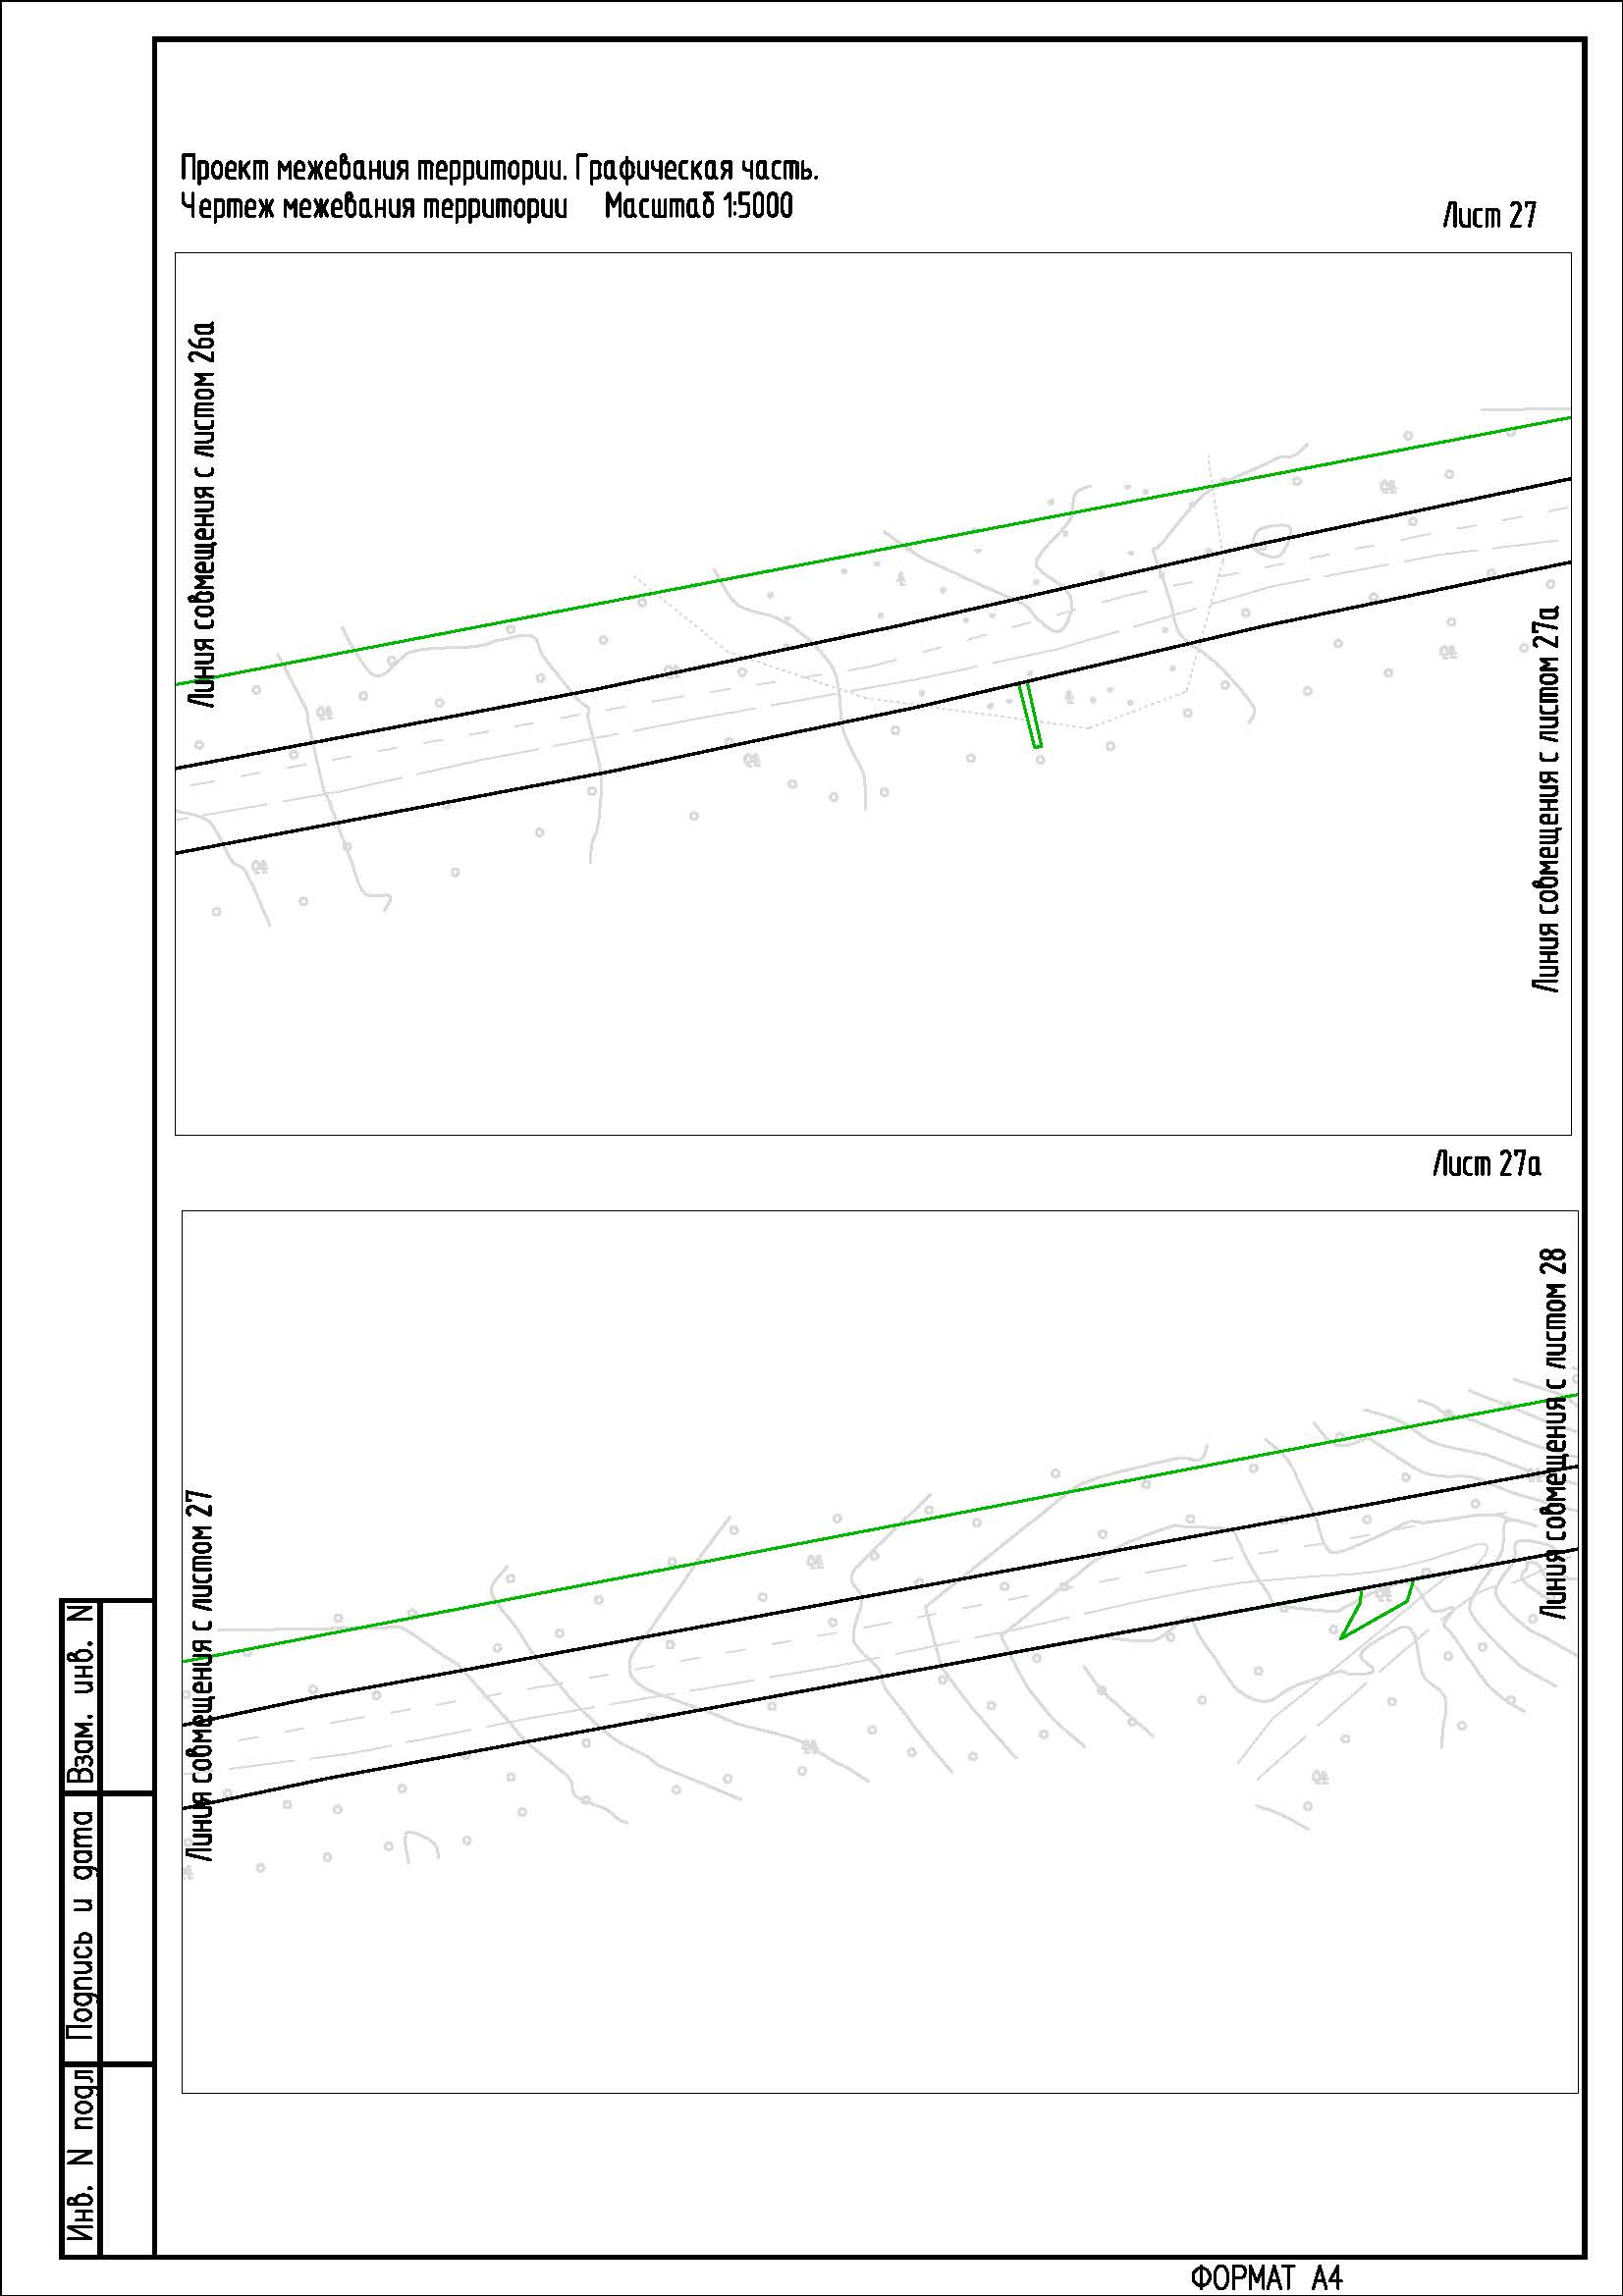 Проект межевания территории. Графическая часть.
Чертеж межевания территории Масштаб 1:5000
Лист 27
Линия совмещения с листом 26а
Линия совмещения с листом 27а
Лист 27а
Линия совмещения с листом 27
Линия совмещения с листом 28
Взам. инв. N
Подпись и дата
Инв. N подл
ФОРМАТ А4